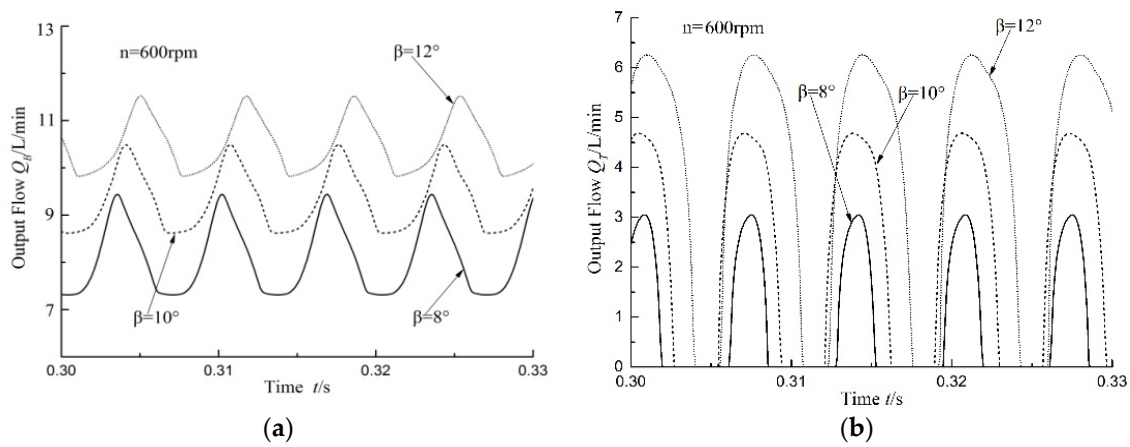 (a)
13
11
9
7
6
Output Flow Q_B/L/min
n=600rpm
β=12°
β=10°
β=8°
0.30
0.31
0.32
0.33
Time t/s
(a)
(b)
7
6
5
4
3
2
1
0
Output Flow Q_T/L/min
n=600rpm
β=12°
β=8°
β=10°
0.30
0.31
0.32
0.33
Time t/s
(b)